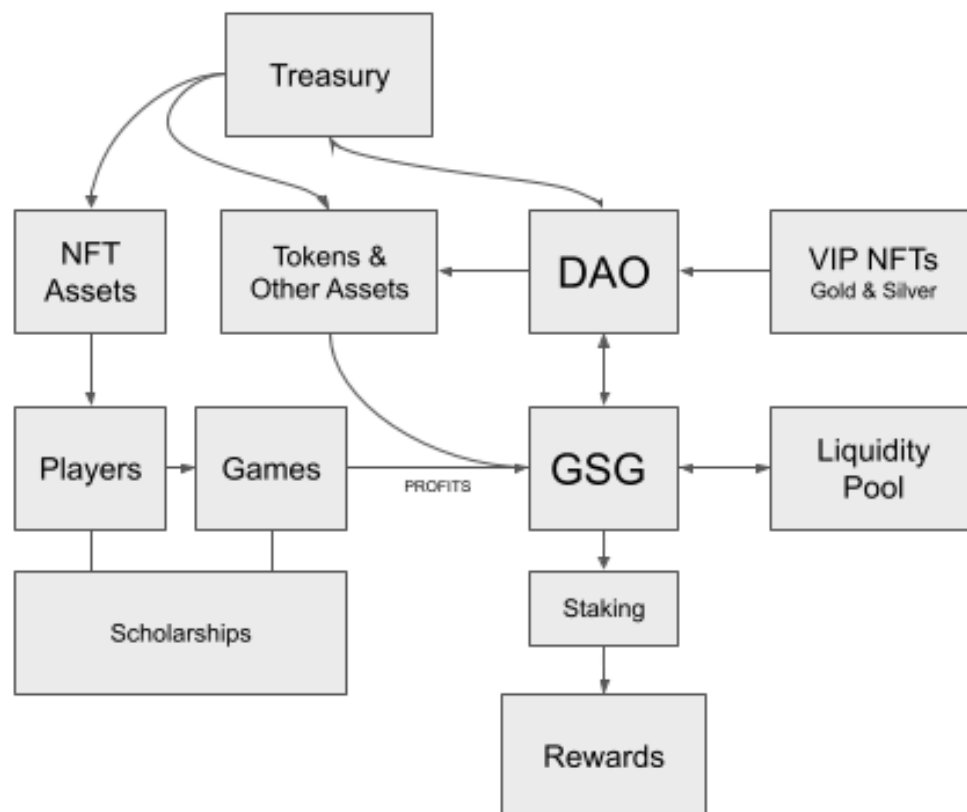 Treasury
NFT
Assets
Tokens &
Other Assets
DAO
VIP NFTs
Gold & Silver
Players
Games
PROFITS
GSG
Liquidity
Pool
Scholarships
Staking
Rewards